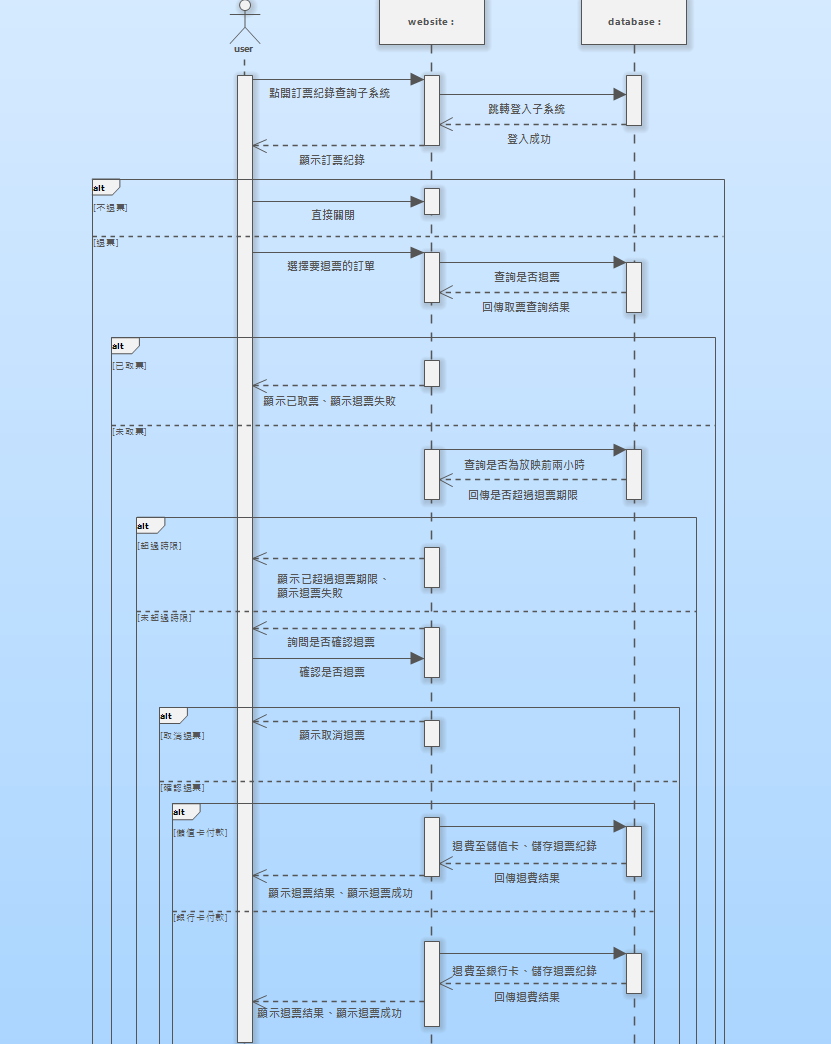 user
website :
database :
點開訂票紀錄查詢子系統
跳轉登入子系統
登入成功
顯示訂票紀錄
alt
[不退票]
直接關閉
[退票]
選擇要退票的訂單
查詢是否退票
回傳取票查詢結果
alt
[已取票]
顯示已取票、顯示退票失敗
[未取票]
查詢是否為放映前兩小時
回傳是否超過退票期限
alt
[超過時限]
顯示已超過退票期限、
顯示退票失敗
[未超過時限]
詢問是否確認退票
確認是否退票
alt
[取消退票]
顯示取消退票
[確認退票]
alt
[儲值卡付款]
退費至儲值卡、儲存退票紀錄
回傳退費結果
顯示退票結果、顯示退票成功
[銀行卡付款]
退費至銀行卡、儲存退票紀錄
回傳退費結果
顯示退票結果、顯示退票成功